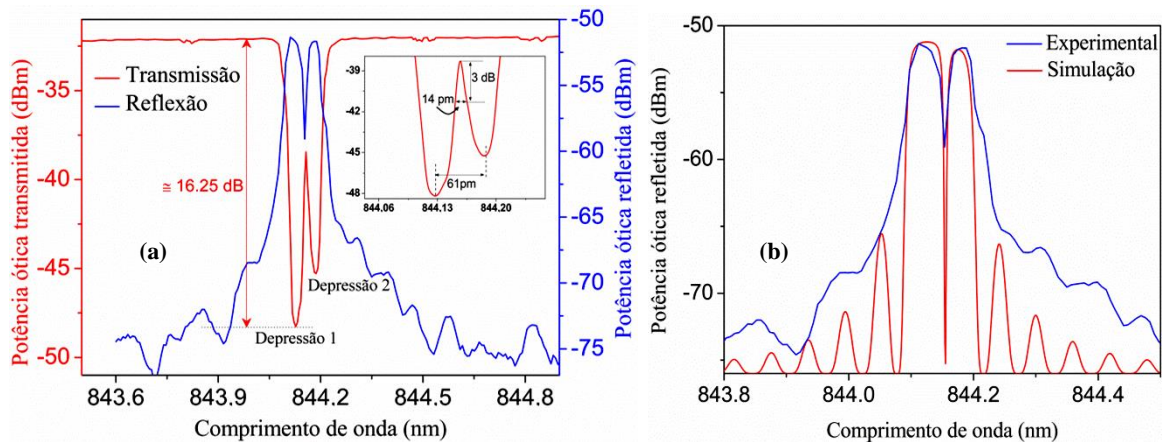 Potência ótica transmitida (dBm)
-35
-40
-45
-50
Transmissão
Reflexão
≅ 16.25 dB
(a)
Depressão 1
Depressão 2
-39
-42
-45
-48
3 dB
14 pm
61pm
844.06
844.13
844.20
-50
-55
-60
-65
-70
-75
Potência ótica refletida (dBm)
843.6
843.9
844.2
844.5
844.8
Comprimento de onda (nm)
Potência ótica refletida (dBm)
-50
-60
-70
(b)
Experimental
Simulação
843.8
844.0
844.2
844.4
Comprimento de onda (nm)